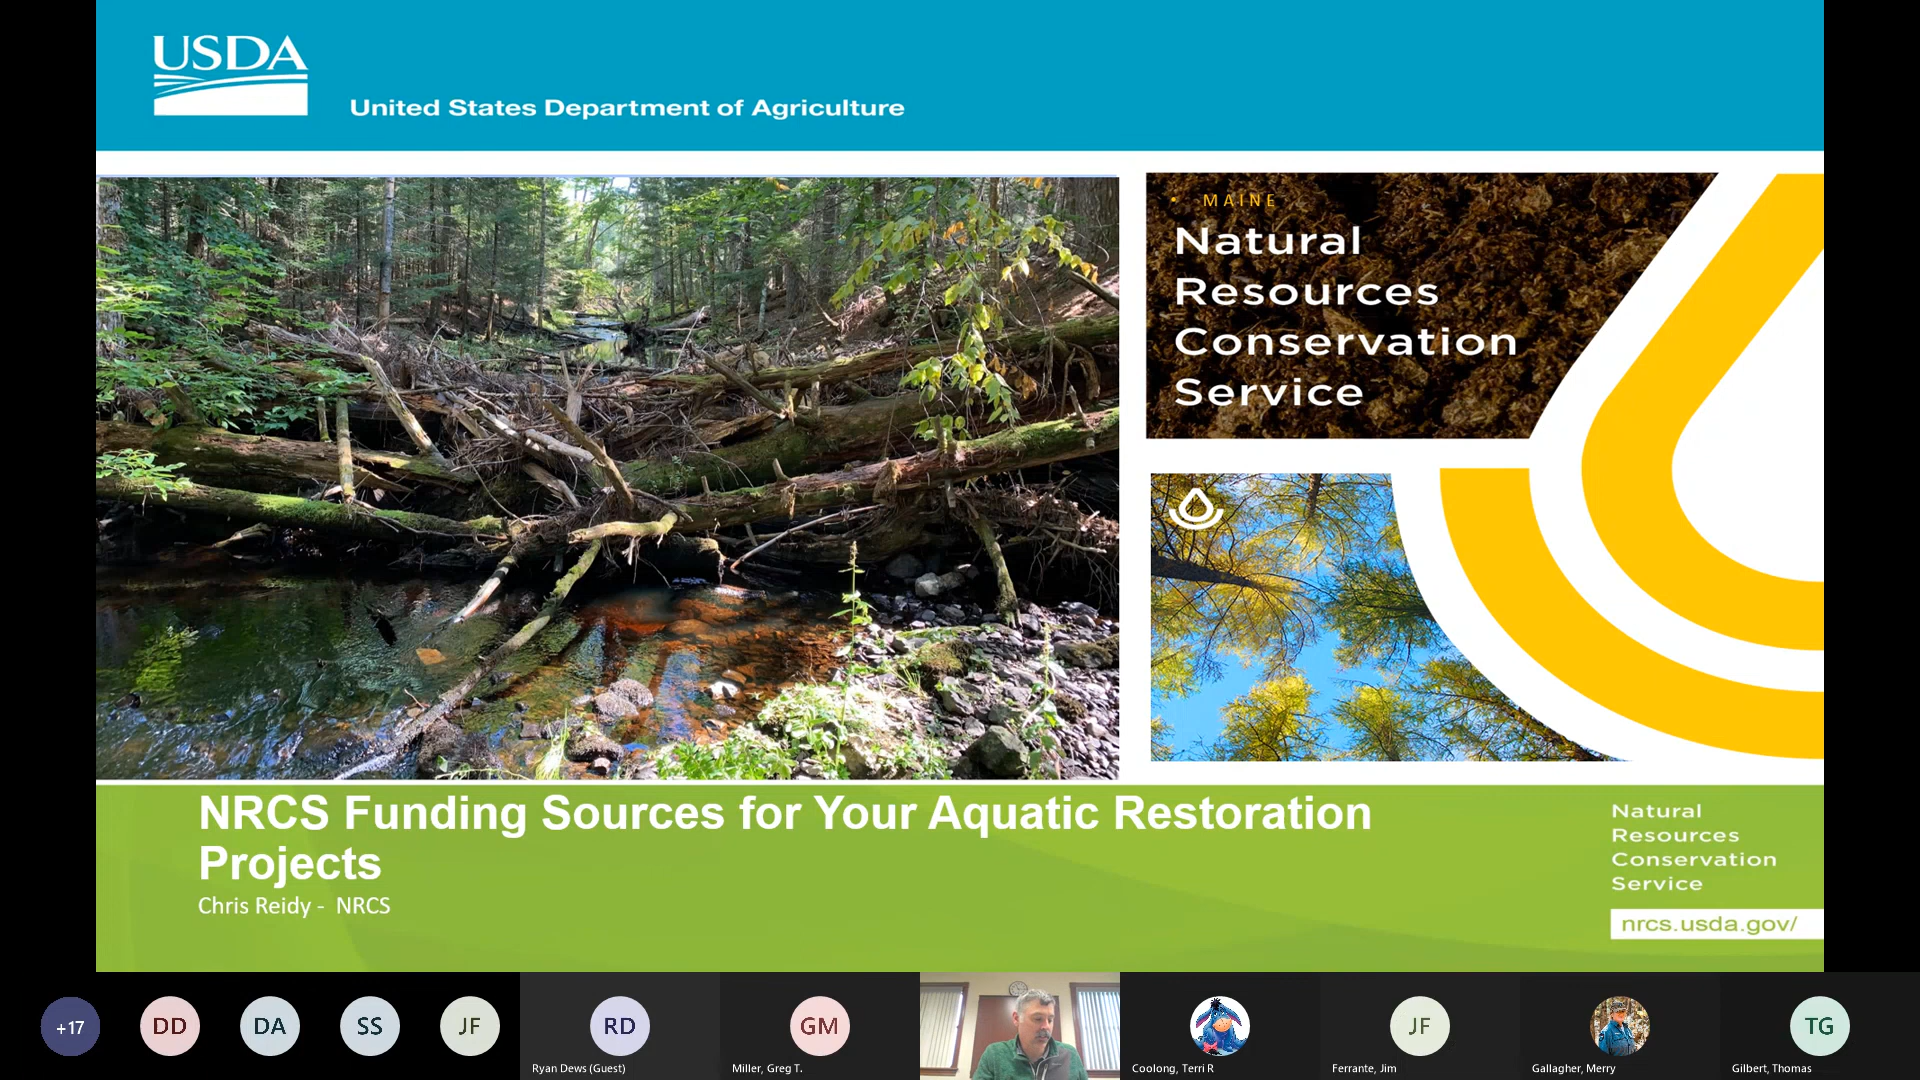 USDA
United States Department of Agriculture
• MAINE
Natural
Resources
Conservation
Service
NRCS Funding Sources for Your Aquatic Restoration
Projects
Chris Reidy - NRCS
Natural
Resources
Conservation
Service
nrcs.usda.gov/
+17
DD
DA
SS
JF
RD
Ryan Dews (Guest)
GM
Miller, Greg T.
Coolong, Terri R
JF
Ferrante, Jim
Gallagher, Merry
TG
Gilbert, Thomas